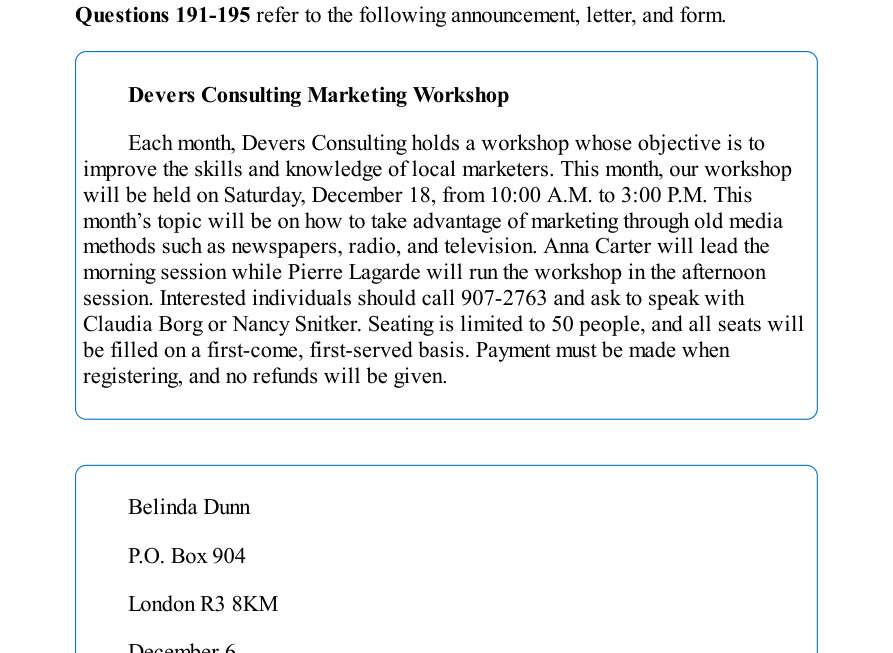 Questions 191-195 refer to the following announcement, letter, and form.
Devers Consulting Marketing Workshop
Each month, Devers Consulting holds a workshop whose objective is to
improve the skills and knowledge of local marketers. This month, our workshop
will be held on Saturday, December 18, from 10:00 A.M. to 3:00 P.M. This
month's topic will be on how to take advantage of marketing through old media
methods such as newspapers, radio, and television. Anna Carter will lead the
morning session while Pierre Lagarde will run the workshop in the afternoon
session. Interested individuals should call 907-2763 and ask to speak with
Claudia Borg or Nancy Snitker. Seating is limited to 50 people, and all seats will
be filled on a first-come, first-served basis. Payment must be made when
registering, and no refunds will be given.
Belinda Dunn
P.O. Box 904
London R3 8KM
December 6